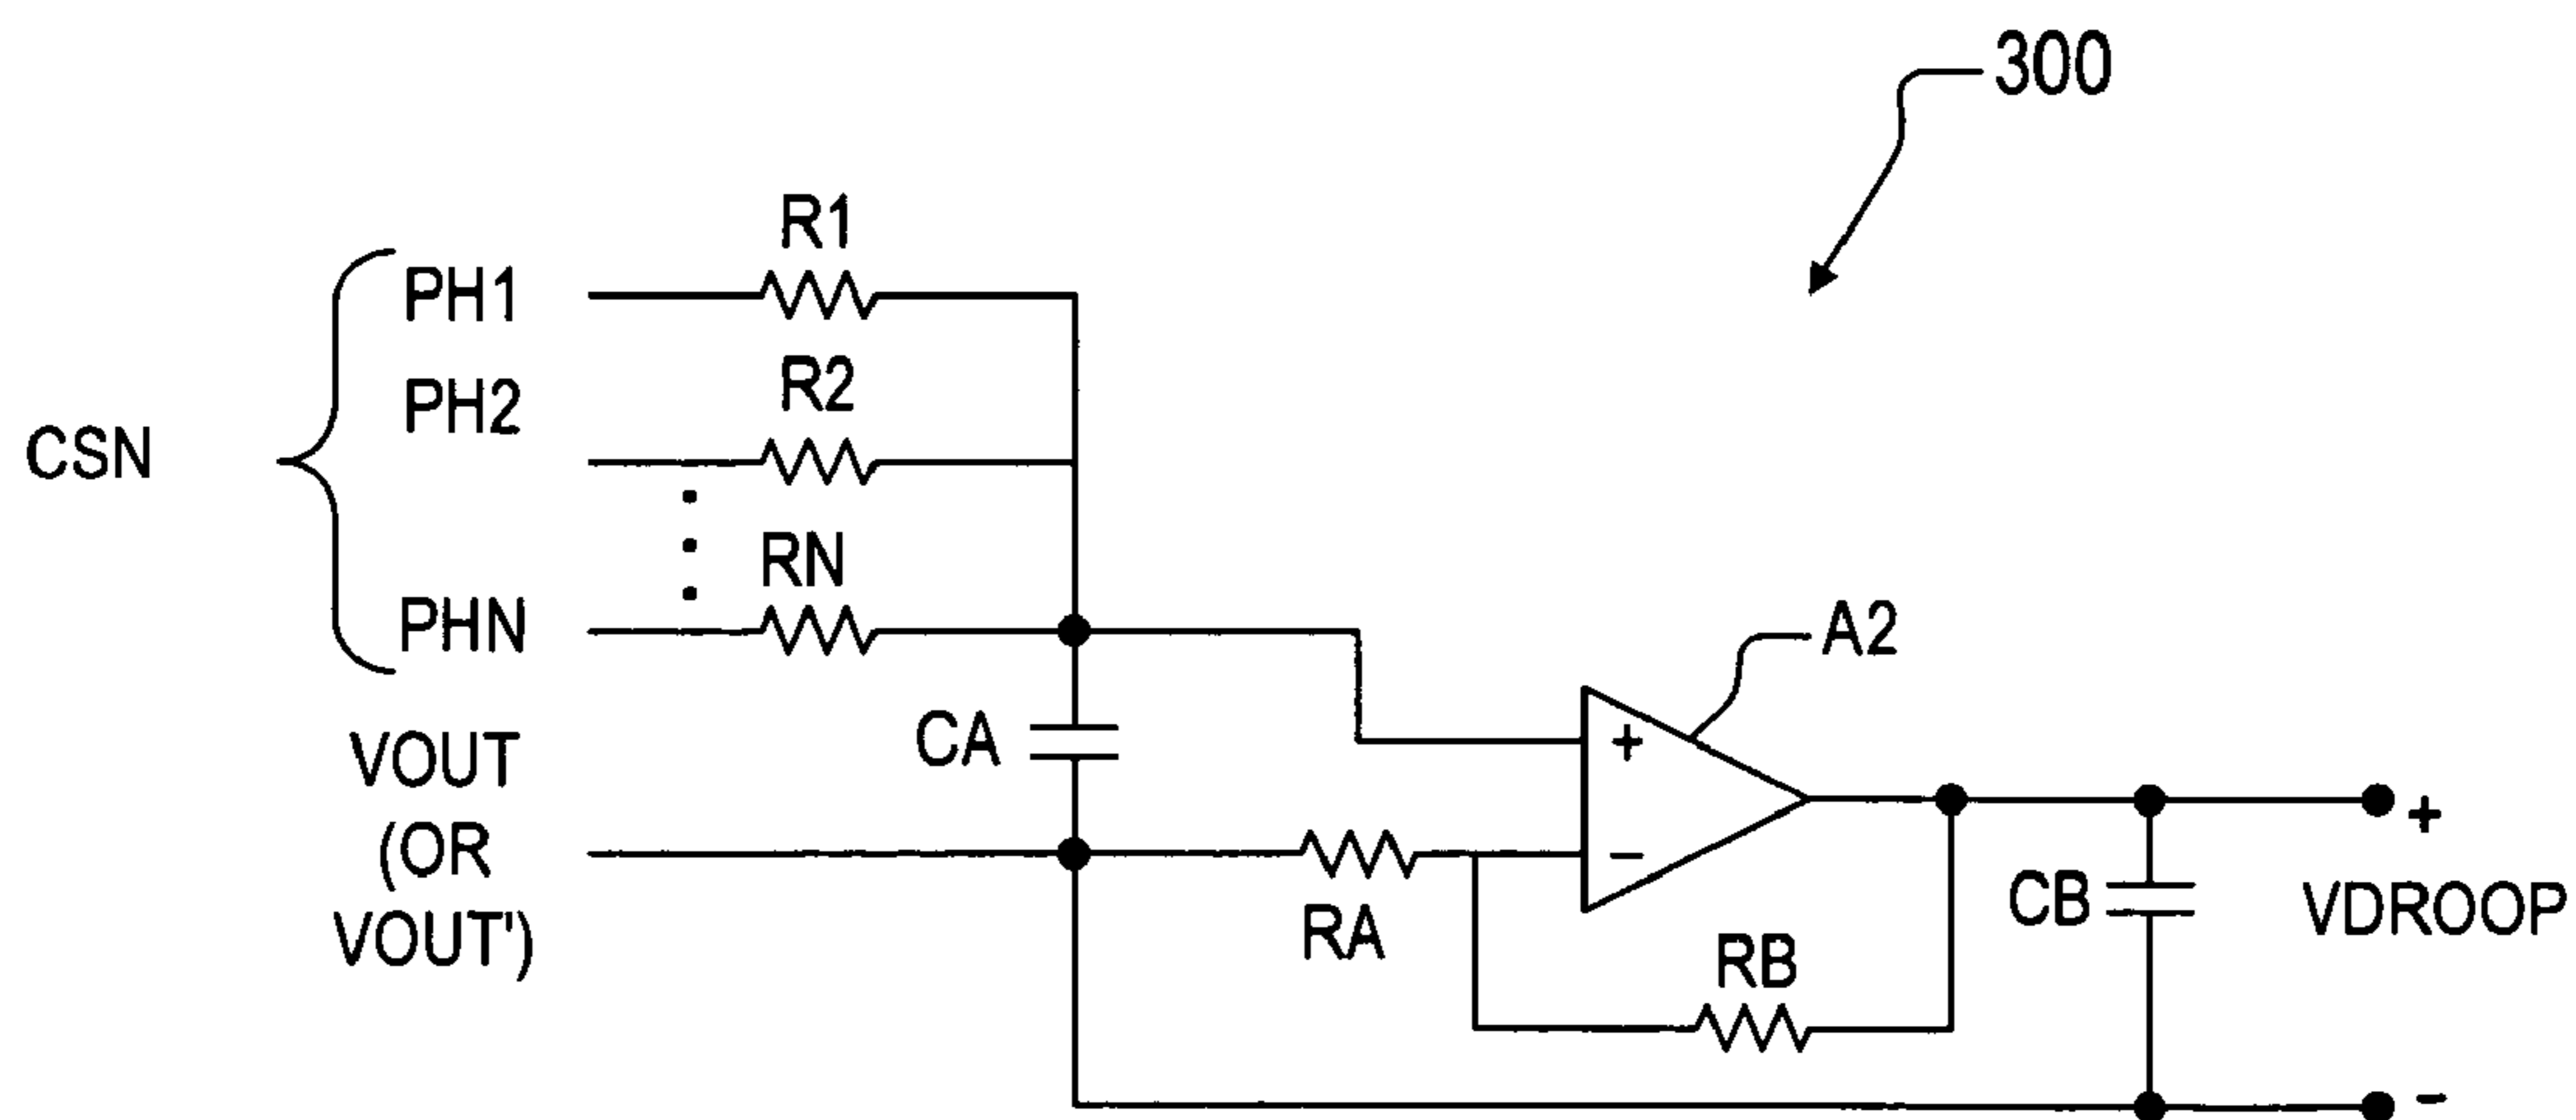 300
R1
PH1
R2
PH2
CSN
RN
PHN
A2
VOUT
(OR
VOUT')
CA
+
−
+
CB
VDROOP
RA
RB
-